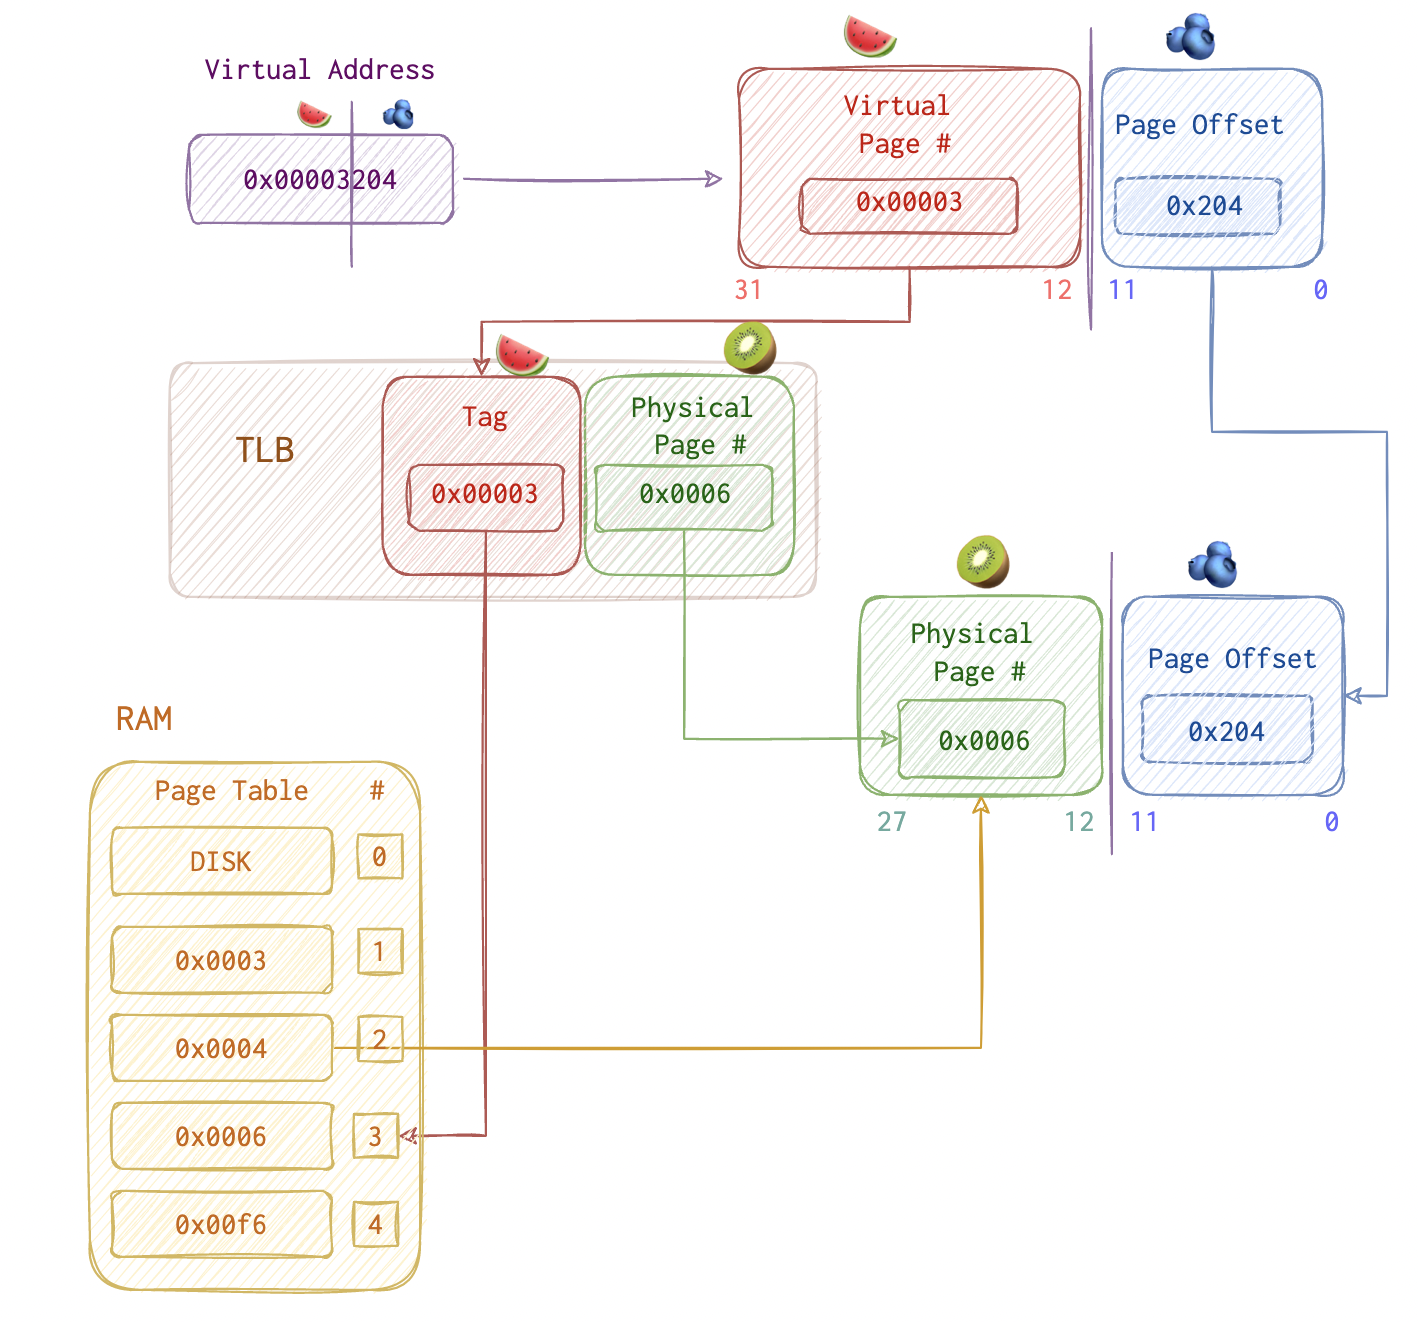 Virtual Address
0x00003204
Virtual
Page #
0x00003
31
12
Page Offset
0x204
11
0
TLB
Tag
0x00003
Physical
Page #
0x0006
Physical
Page #
0x0006
27
12
Page Offset
0x204
11
0
RAM
Page Table #
DISK 0
0x0003 1
0x0004 2
0x0006 3
0x00f6 4